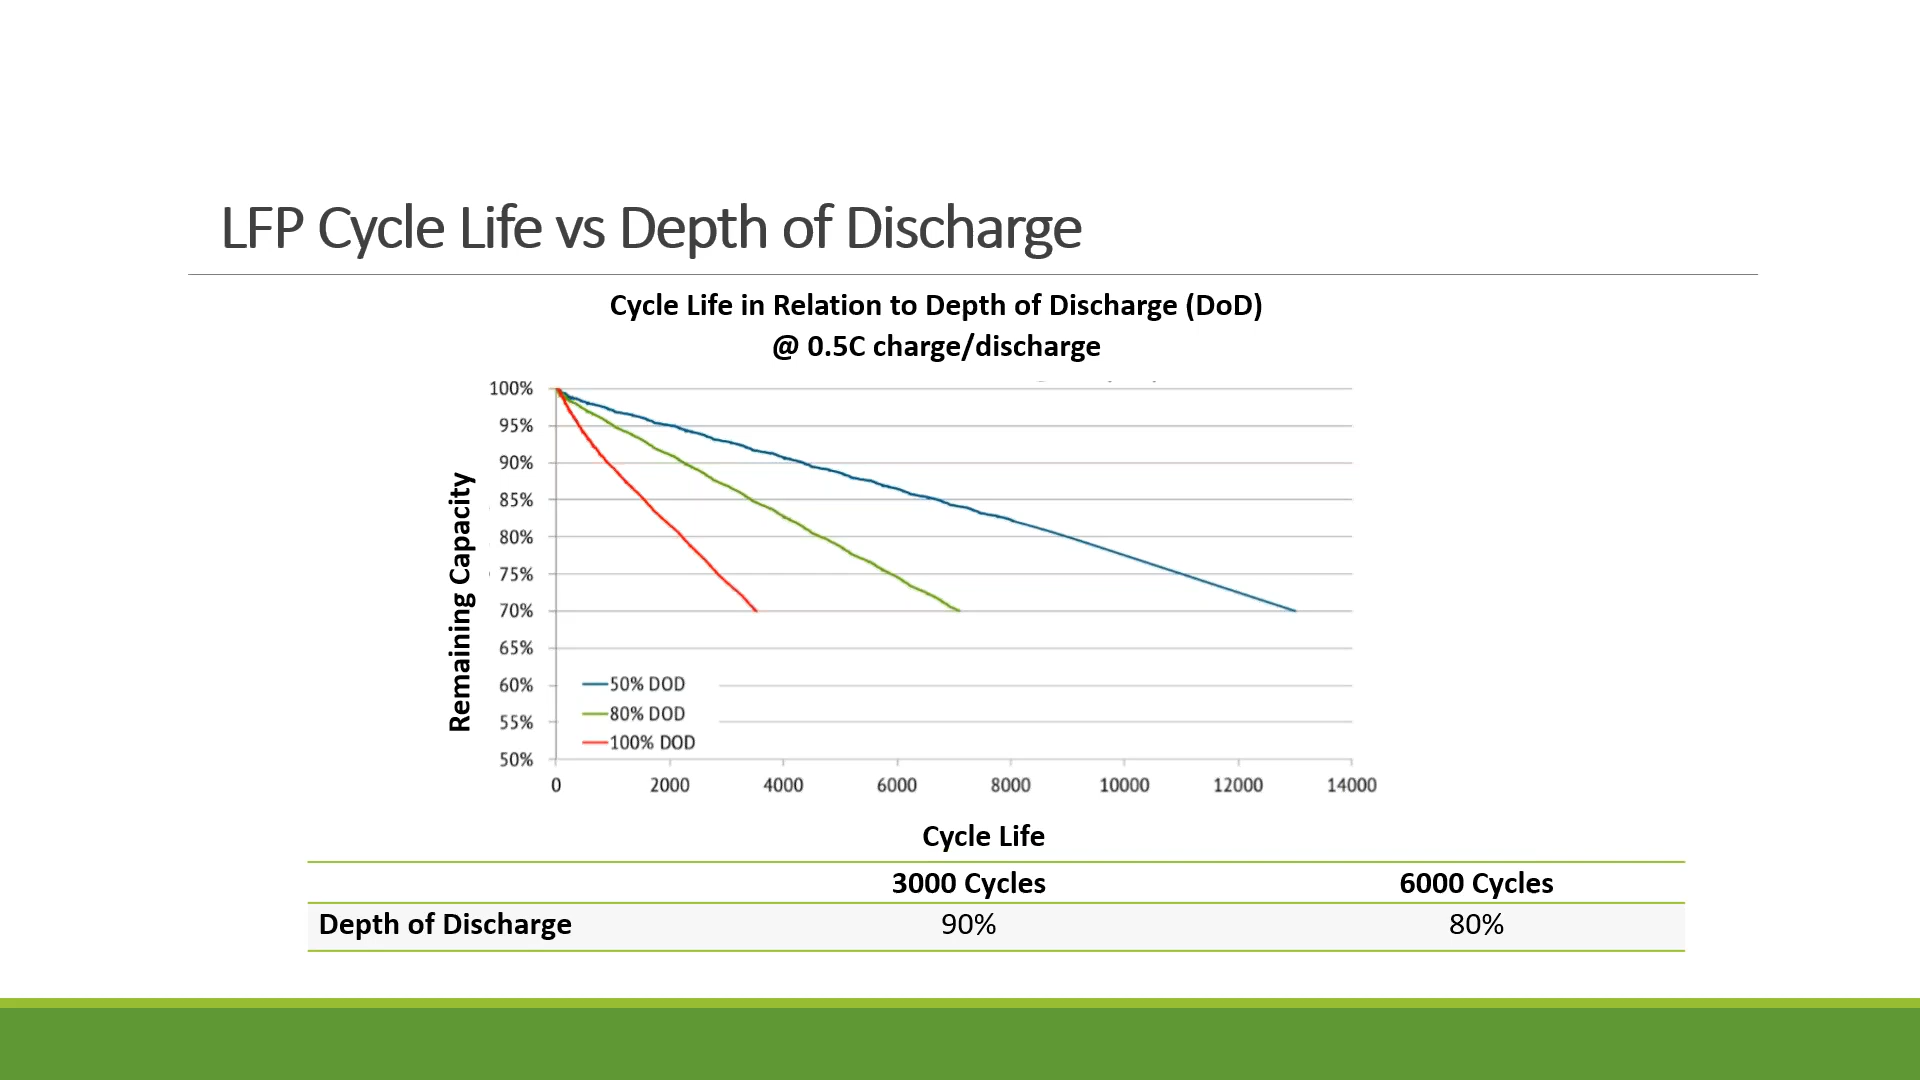 LFP Cycle Life vs Depth of Discharge
Cycle Life in Relation to Depth of Discharge (DoD)
@ 0.5C charge/discharge
100%
95%
90%
85%
80%
75%
70%
65%
60%
55%
50%
Remaining Capacity
50% DOD
80% DOD
100% DOD
0 2000 4000 6000 8000 10000 12000 14000
Cycle Life
3000 Cycles 6000 Cycles
Depth of Discharge 90% 80%